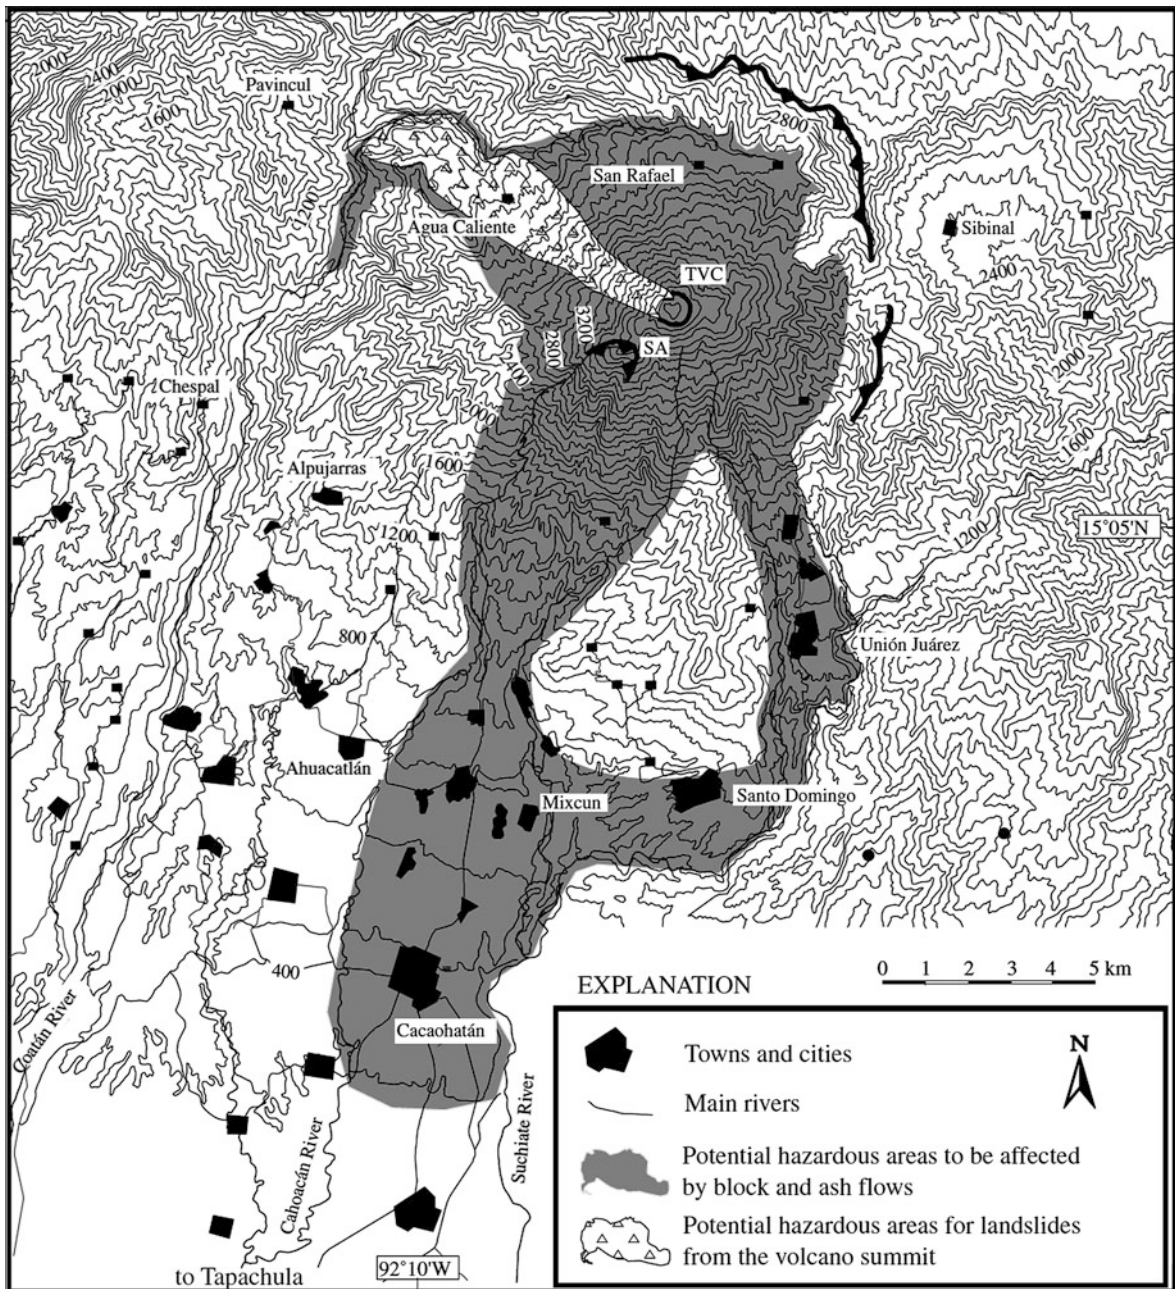 2000
2400
2000
1600
Pavincul
2800
San Rafael
1200
Agua Caliente
Sibinal
2400
TVC
3200
2800
SA
2400
2000
Chespal
2000
1600
Alpujarras
1600
1200
15°05'N
1200
800
Unión Juárez
Ahuacatlán
Mixcun
Santo Domingo
400
0 1 2 3 4 5 km
EXPLANATION
Cacaohatán
Coatán River
Cahoacán River
Suchiate River
Towns and cities
N
Main rivers
Potential hazardous areas to be affected
by block and ash flows
Potential hazardous areas for landslides
from the volcano summit
92°10'W
to Tapachula